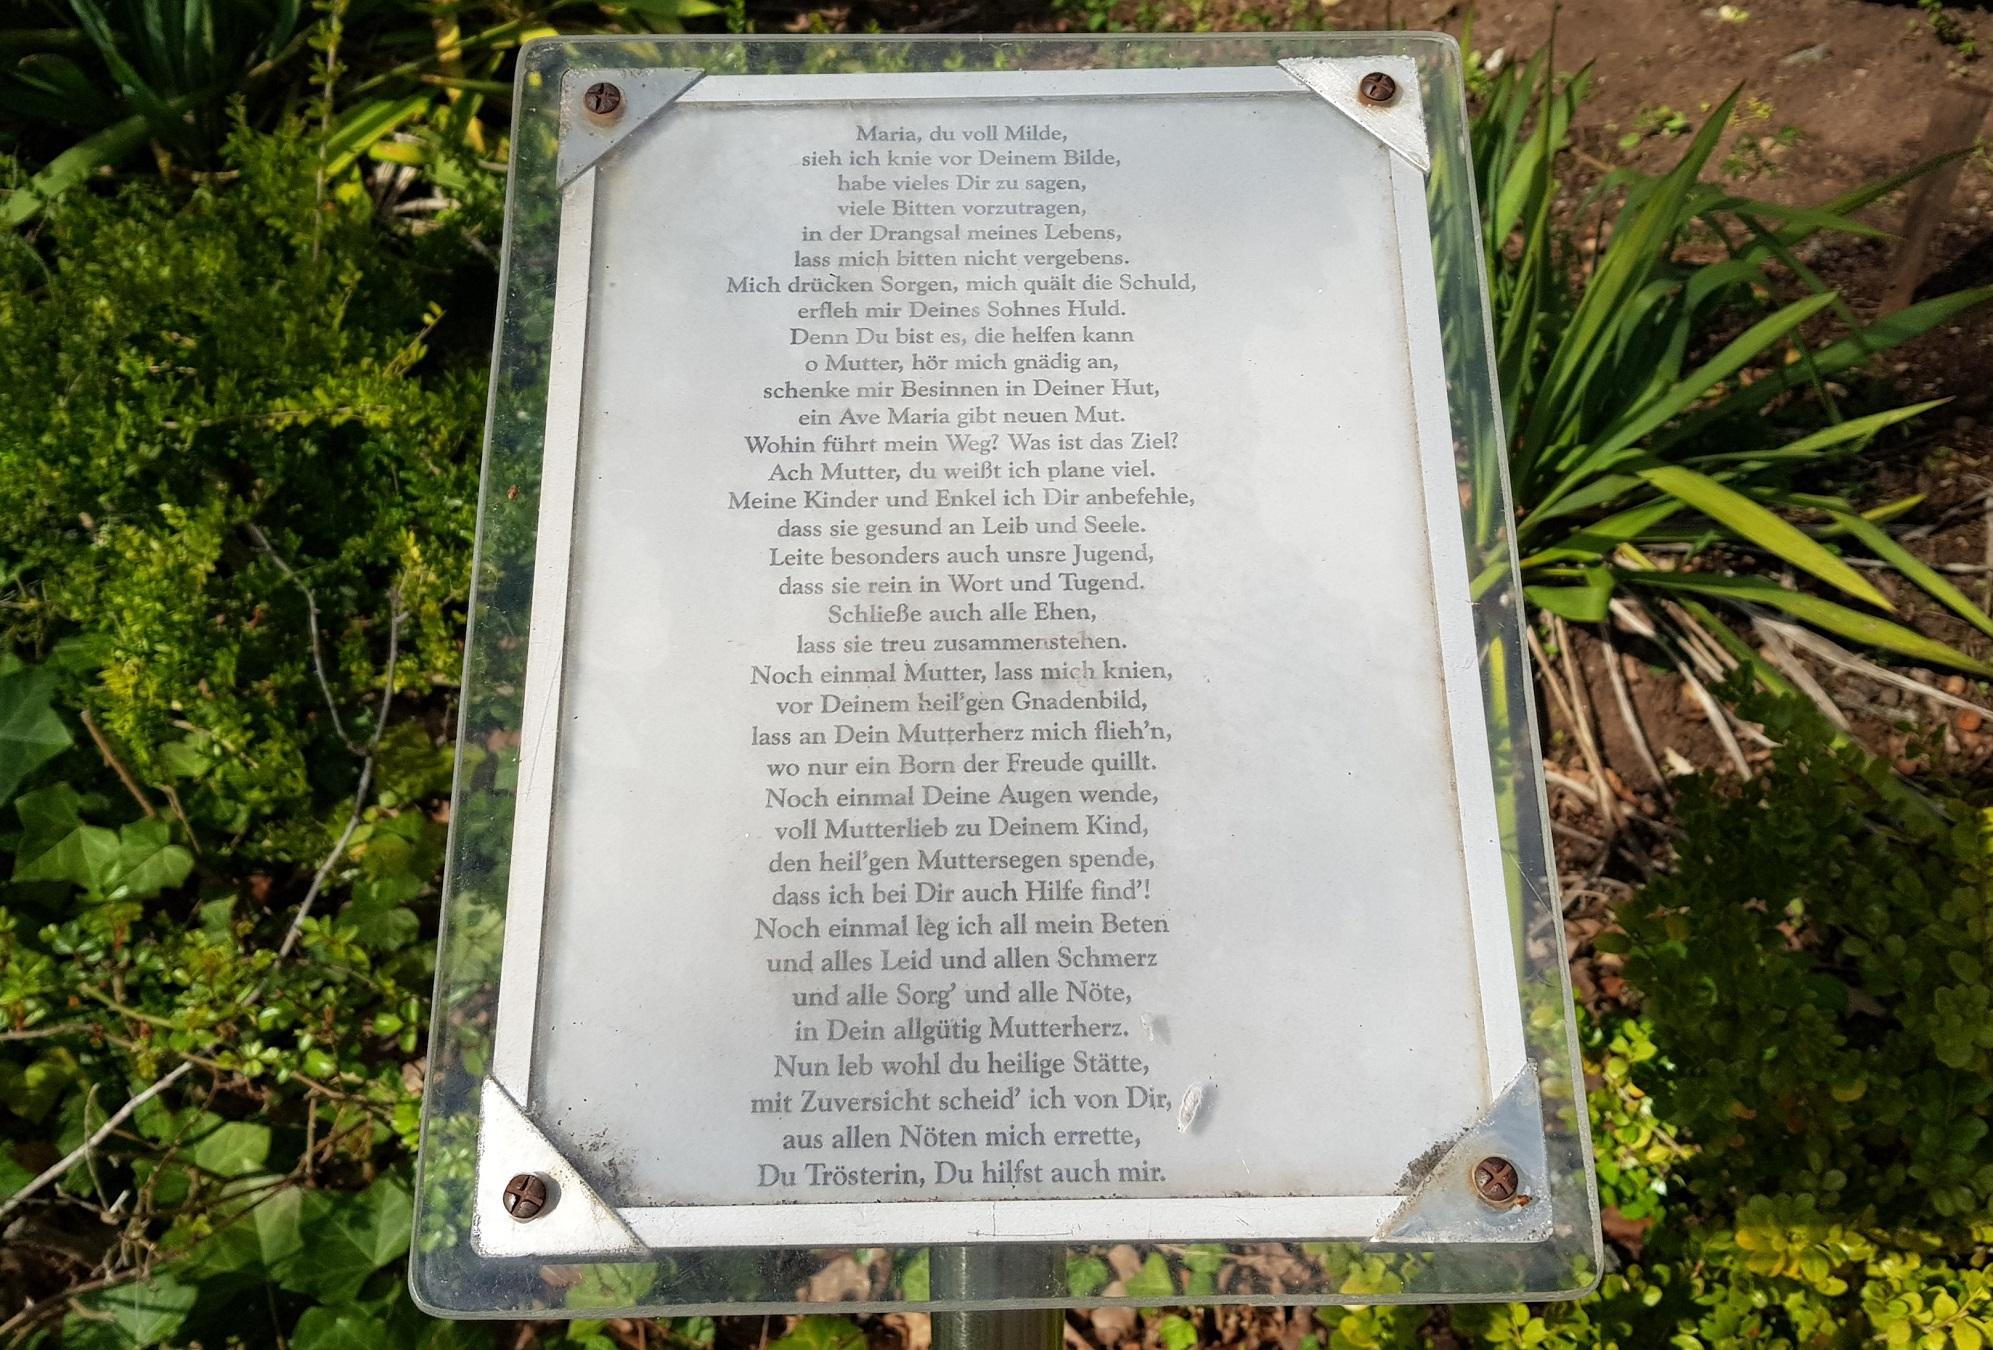 Maria, du voll Milde,
sieh ich knie vor Deinem Bilde,
habe vieles Dir zu sagen,
viele Bitten vorzutragen,
in der Drangsal meines Lebens,
lass mich bitten nicht vergebens.
Mich drücken Sorgen, mich quält die Schuld,
erfleh mir Deines Sohnes Huld.
Denn Du bist es, die helfen kann
o Mutter, hör mich gnädig an,
schenke mir Besinnen in Deiner Hut,
ein Ave Maria gibt neuen Mut.
Wohin führt mein Weg? Was ist das Ziel?
Ach Mutter, du weißt ich plane viel.
Meine Kinder und Enkel ich Dir anbefehle,
dass sie gesund an Leib und Seele.
Leite besonders auch unsre Jugend,
dass sie rein in Wort und Tugend.
Schließe auch alle Ehen,
lass sie treu zusammenstehen.
Noch einmal Mutter, lass mich knien,
vor Deinem heil'gen Gnadenbild,
lass an Dein Mutterherz mich flieh'n,
wo nur ein Born der Freude quillt.
Noch einmal Deine Augen wende,
voll Mutterlieb zu Deinem Kind,
den heil'gen Muttersegen spende,
dass ich bei Dir auch Hilfe find'!
Noch einmal leg ich all mein Beten
und alles Leid und allen Schmerz
und alle Sorg' und alle Nöte,
in Dein allgütig Mutterherz.
Nun leb wohl du heilige Stätte,
mit Zuversicht scheid' ich von Dir,
aus allen Nöten mich errette,
Du Trösterin, Du hilfst auch mir.